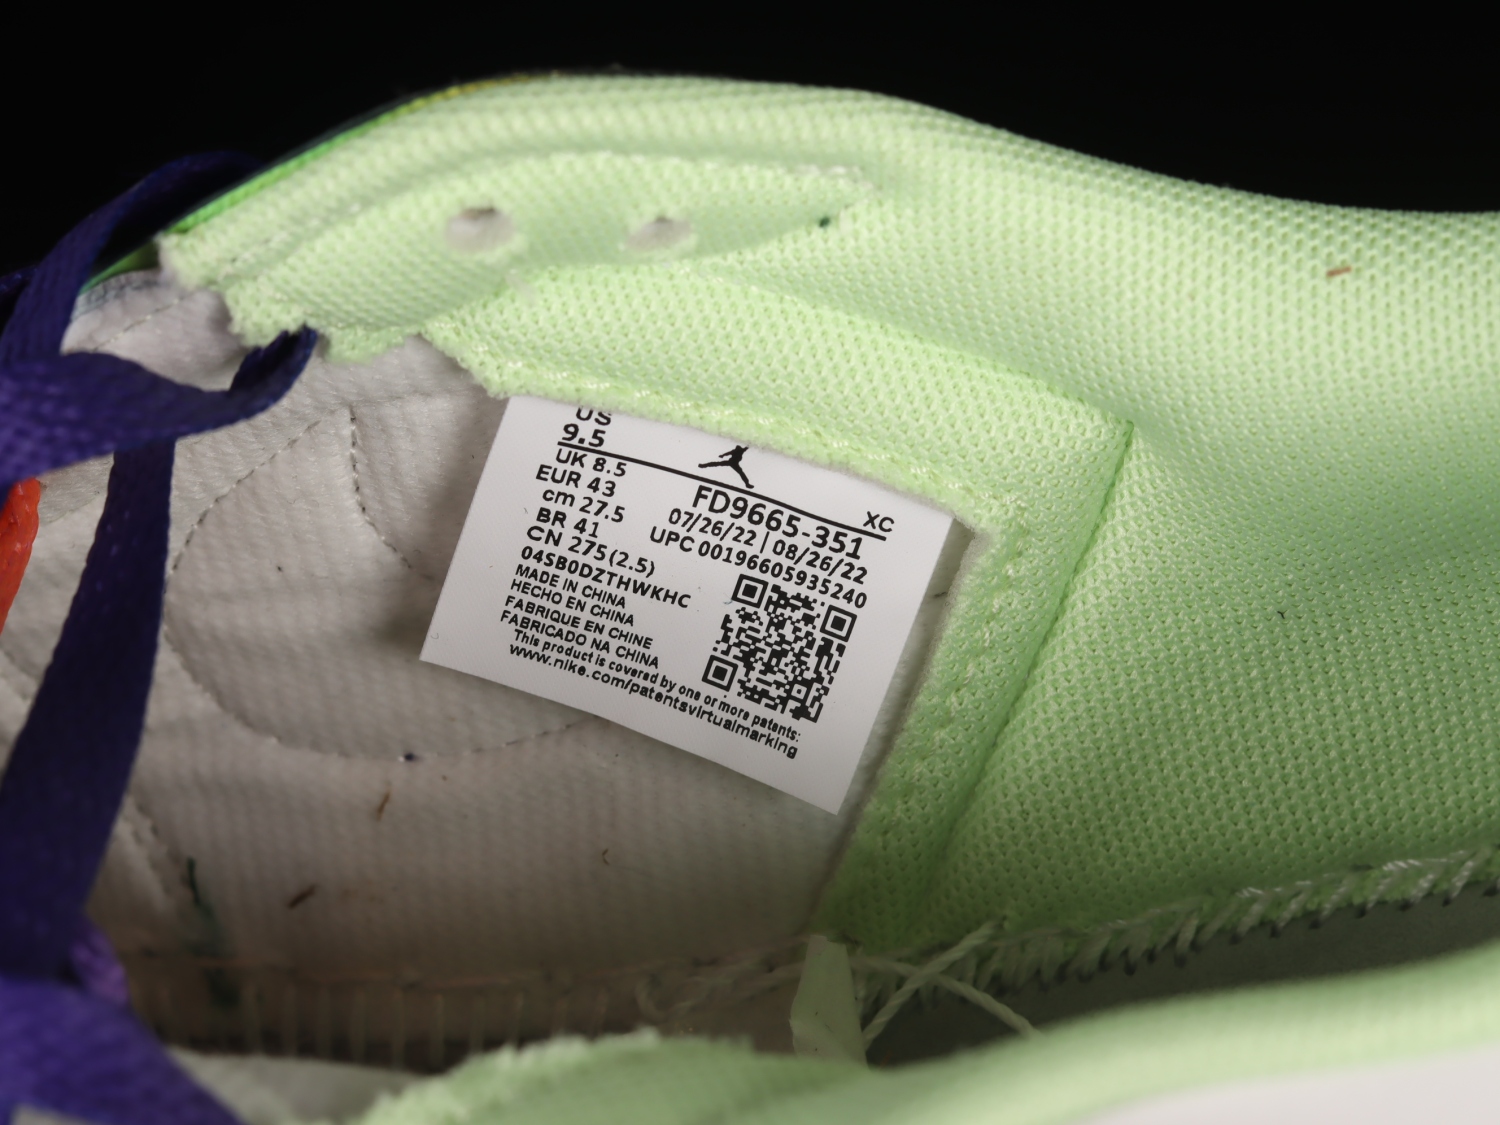 US
9.5
UK 8.5
EUR 43
cm 27.5
BR 41
CN 275(2.5)
04SB0DZTHWKHC
MADE IN CHINA
HECHO EN CHINA
FABRIQUE EN CHINE
FABRICADO NA CHINA
This product is covered by one or more patents:
www.nike.com/patentsvirtualmarking
XC
FD9665-351
07/26/22 | 08/26/22
UPC 00196605935240